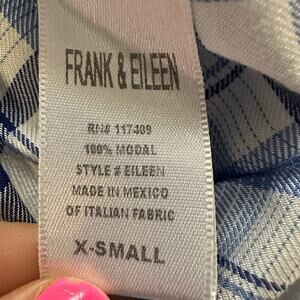 FRANK & EILEEN
RN# 117409
100% MODAL
STYLE # EILEEN
MADE IN MEXICO
OF ITALIAN FABRIC
X-SMALL